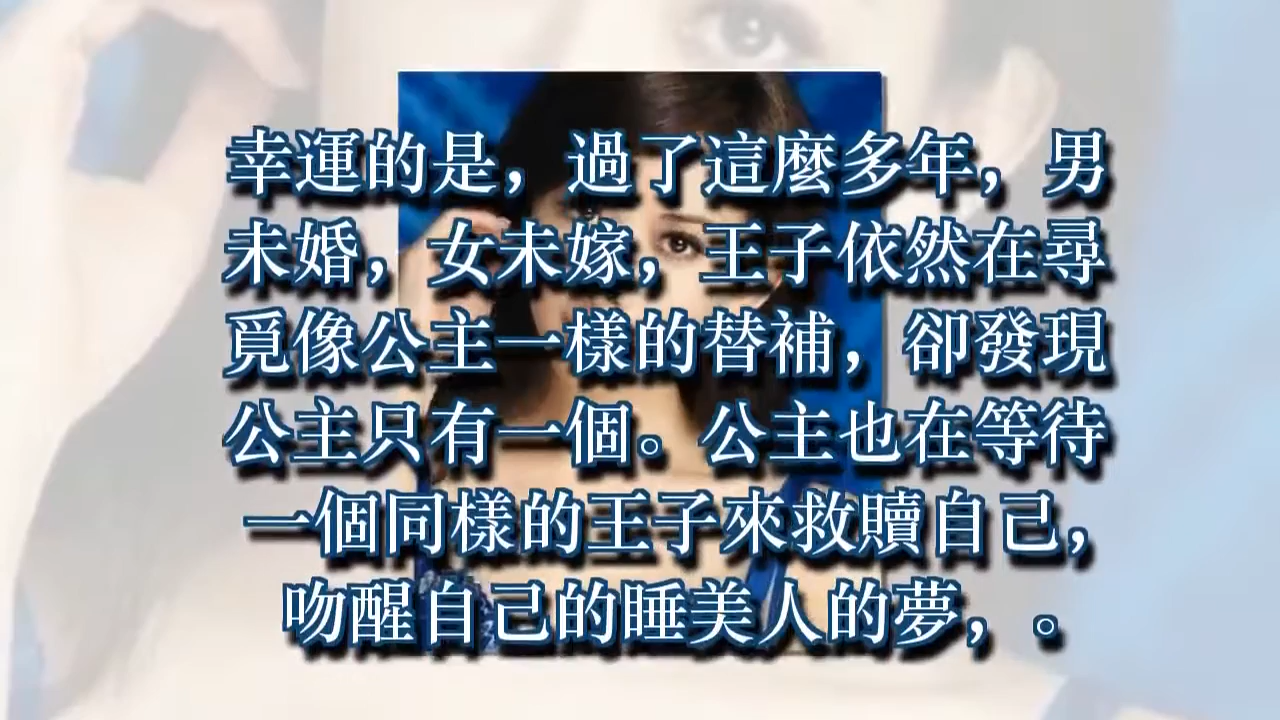 幸運的是，過了這麼多年，男
未婚，女未嫁，王子依然在尋
覓像公主一樣的替補，卻發現
公主只有一個。公主也在等待
一個同樣的王子來救贖自己，
吻醒自己的睡美人的夢，。